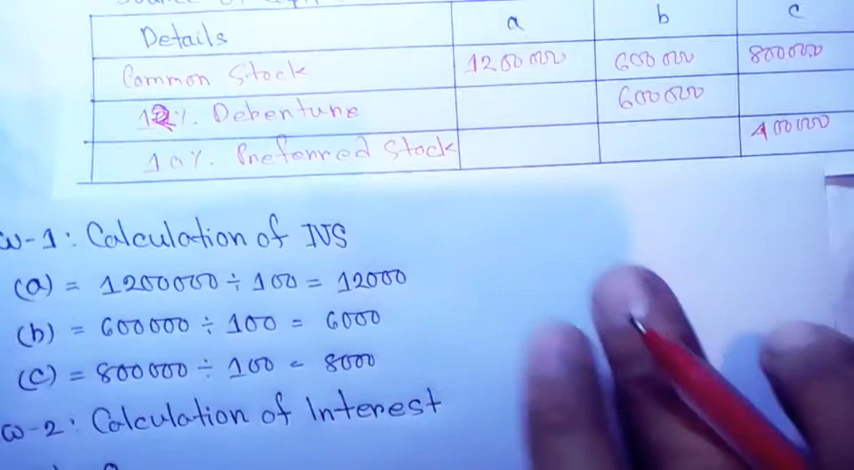 a b c
Details
Common Stock 1200000 600000 800000
12%. Debenture 600000
10%. Preferred Stock 400000
W-1: Calculation of NS
(a) = 1200000 ÷ 100 = 12000
(b) = 600000 ÷ 100 = 6000
(c) = 800000 ÷ 100 = 8000
W-2: Calculation of Interest